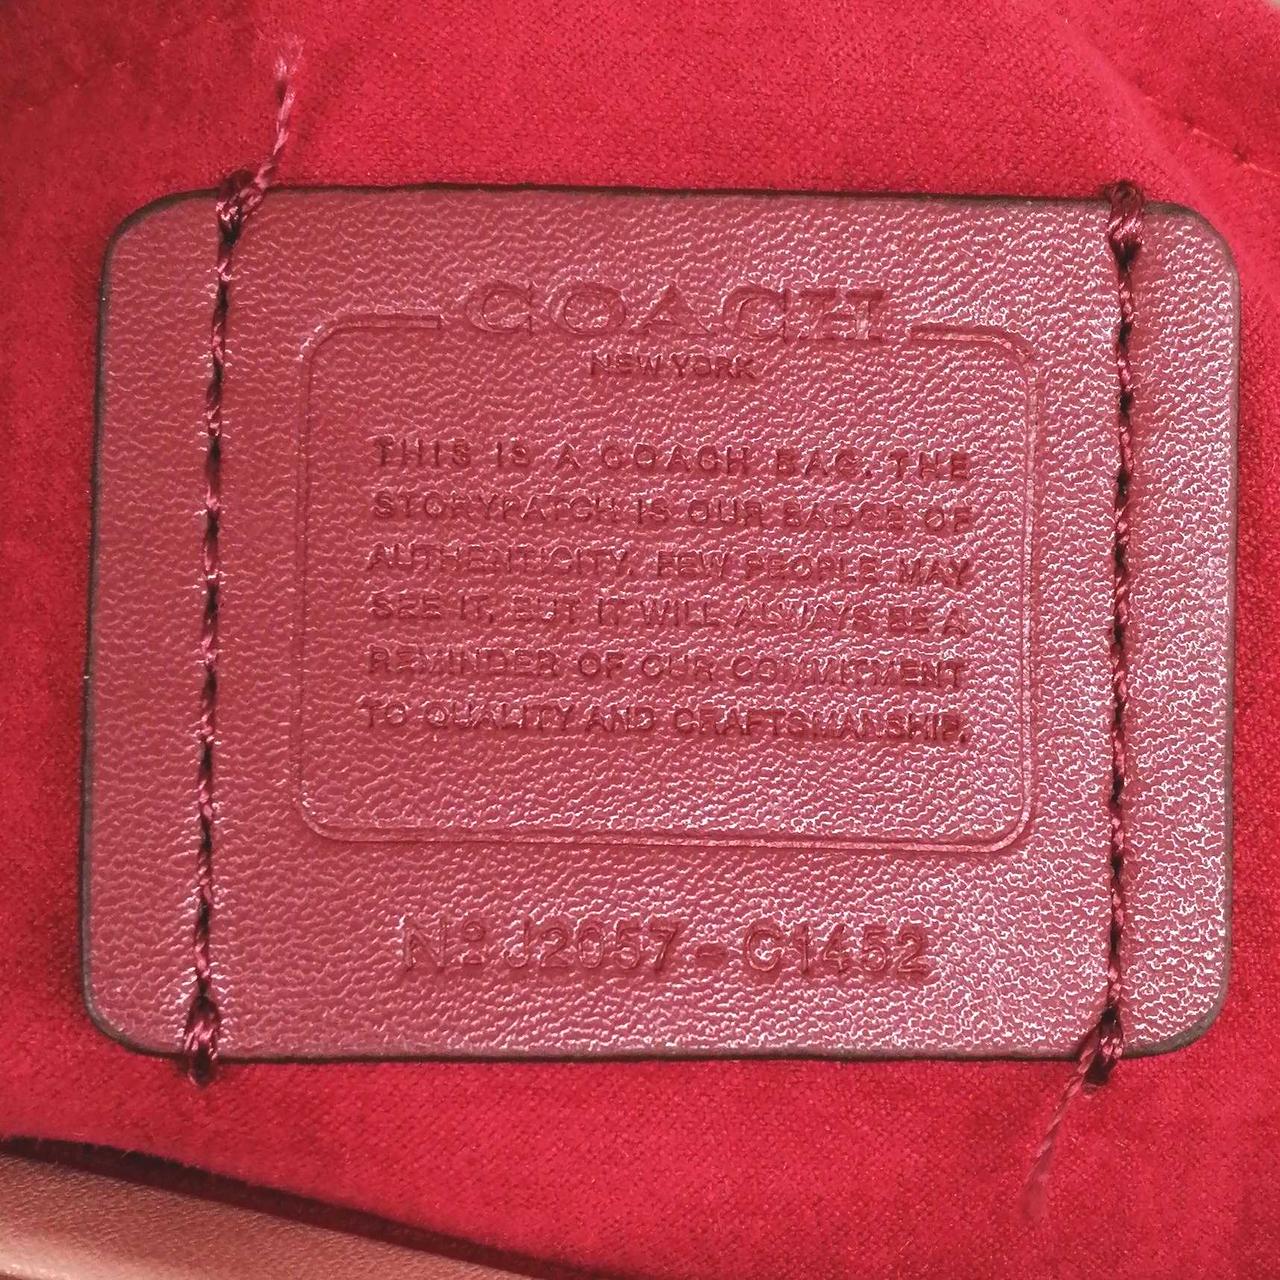 COACH
NEW YORK
THIS IS A COACH BAG. THE
STORYPATCH IS OUR BADGE OF
AUTHENTICITY. FEW PEOPLE MAY
SEE IT, BUT IT WILL ALWAYS BE A
REMINDER OF OUR COMMITMENT
TO QUALITY AND CRAFTSMANSHIP.
Nº J2057 - C1452